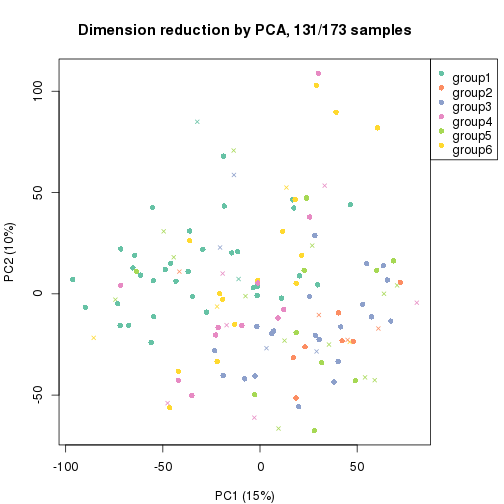 Dimension reduction by PCA, 131/173 samples
group1
group2
group3
group4
group5
group6
100
50
0
-50
PC2 (10%)
-100 -50 0 50
PC1 (15%)